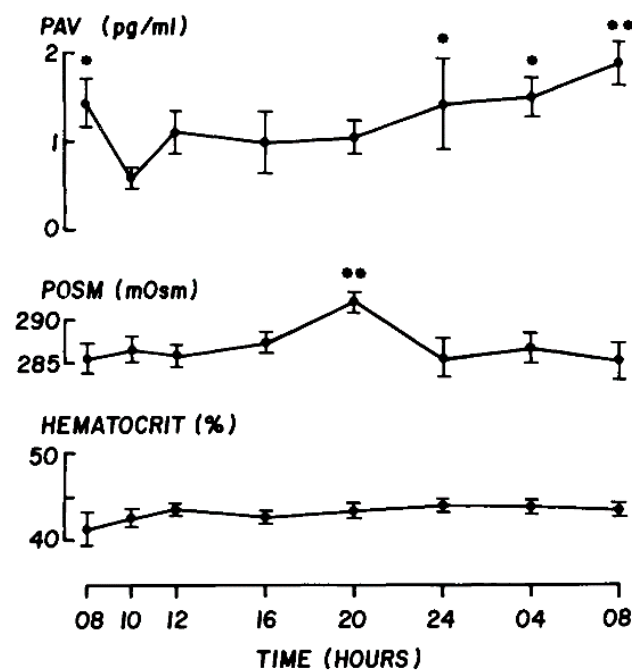 PAV (pg/ml)
* * * **
2
1
0
POSM (mOsm)
**
290
285
HEMATOCRIT (%)
50
40
08 10 12 16 20 24 04 08
TIME (HOURS)